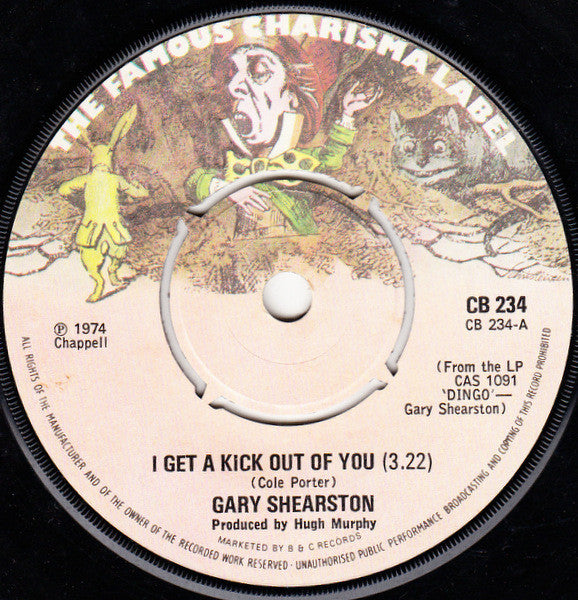 THE FAMOUS CHARISMA LABEL
CB 234
CB 234-A
℗ 1974
Chappell
(From the LP
CAS 1091
'DINGO'—
Gary Shearston)
I GET A KICK OUT OF YOU (3.22)
(Cole Porter)
GARY SHEARSTON
Produced by Hugh Murphy
MARKETED BY B & C RECORDS
ALL RIGHTS OF THE MANUFACTURER AND OF THE OWNER OF THE RECORDED WORK RESERVED - UNAUTHORISED PUBLIC PERFORMANCE BROADCASTING AND COPYING OF THIS RECORD PROHIBITED